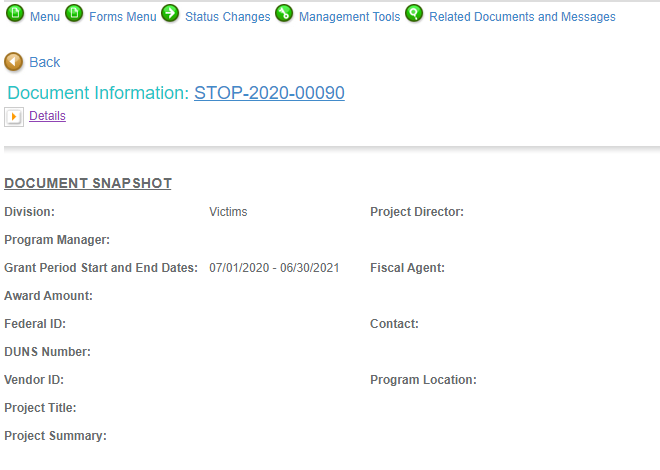 Menu Forms Menu Status Changes Management Tools Related Documents and Messages
Back
Document Information: STOP-2020-00090
Details
DOCUMENT SNAPSHOT
Division: Victims Project Director:
Program Manager:
Grant Period Start and End Dates: 07/01/2020 - 06/30/2021 Fiscal Agent:
Award Amount:
Federal ID: Contact:
DUNS Number:
Vendor ID: Program Location:
Project Title:
Project Summary: